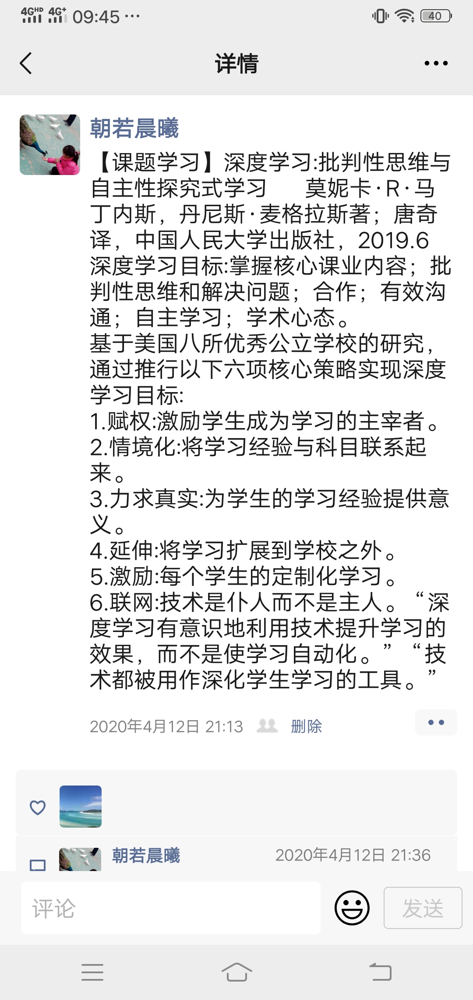 4GHD 4G+ 09:45 ··· 40
详情
朝若晨曦
【课题学习】深度学习:批判性思维与
自主性探究式学习 莫妮卡·R·马
丁内斯，丹尼斯·麦格拉斯著；唐奇
译，中国人民大学出版社，2019.6
深度学习目标:掌握核心课业内容；批
判性思维和解决问题；合作；有效沟
通；自主学习；学术心态。
基于美国八所优秀公立学校的研究，
通过推行以下六项核心策略实现深度
学习目标:
1.赋权:激励学生成为学习的主宰者。
2.情境化:将学习经验与科目联系起
来。
3.力求真实:为学生的学习经验提供意
义。
4.延伸:将学习扩展到学校之外。
5.激励:每个学生的定制化学习。
6.联网:技术是仆人而不是主人。“深
度学习有意识地利用技术提升学习的
效果，而不是使学习自动化。”“技
术都被用作深化学生学习的工具。”
2020年4月12日 21:13 删除
朝若晨曦 2020年4月12日 21:36
评论 发送